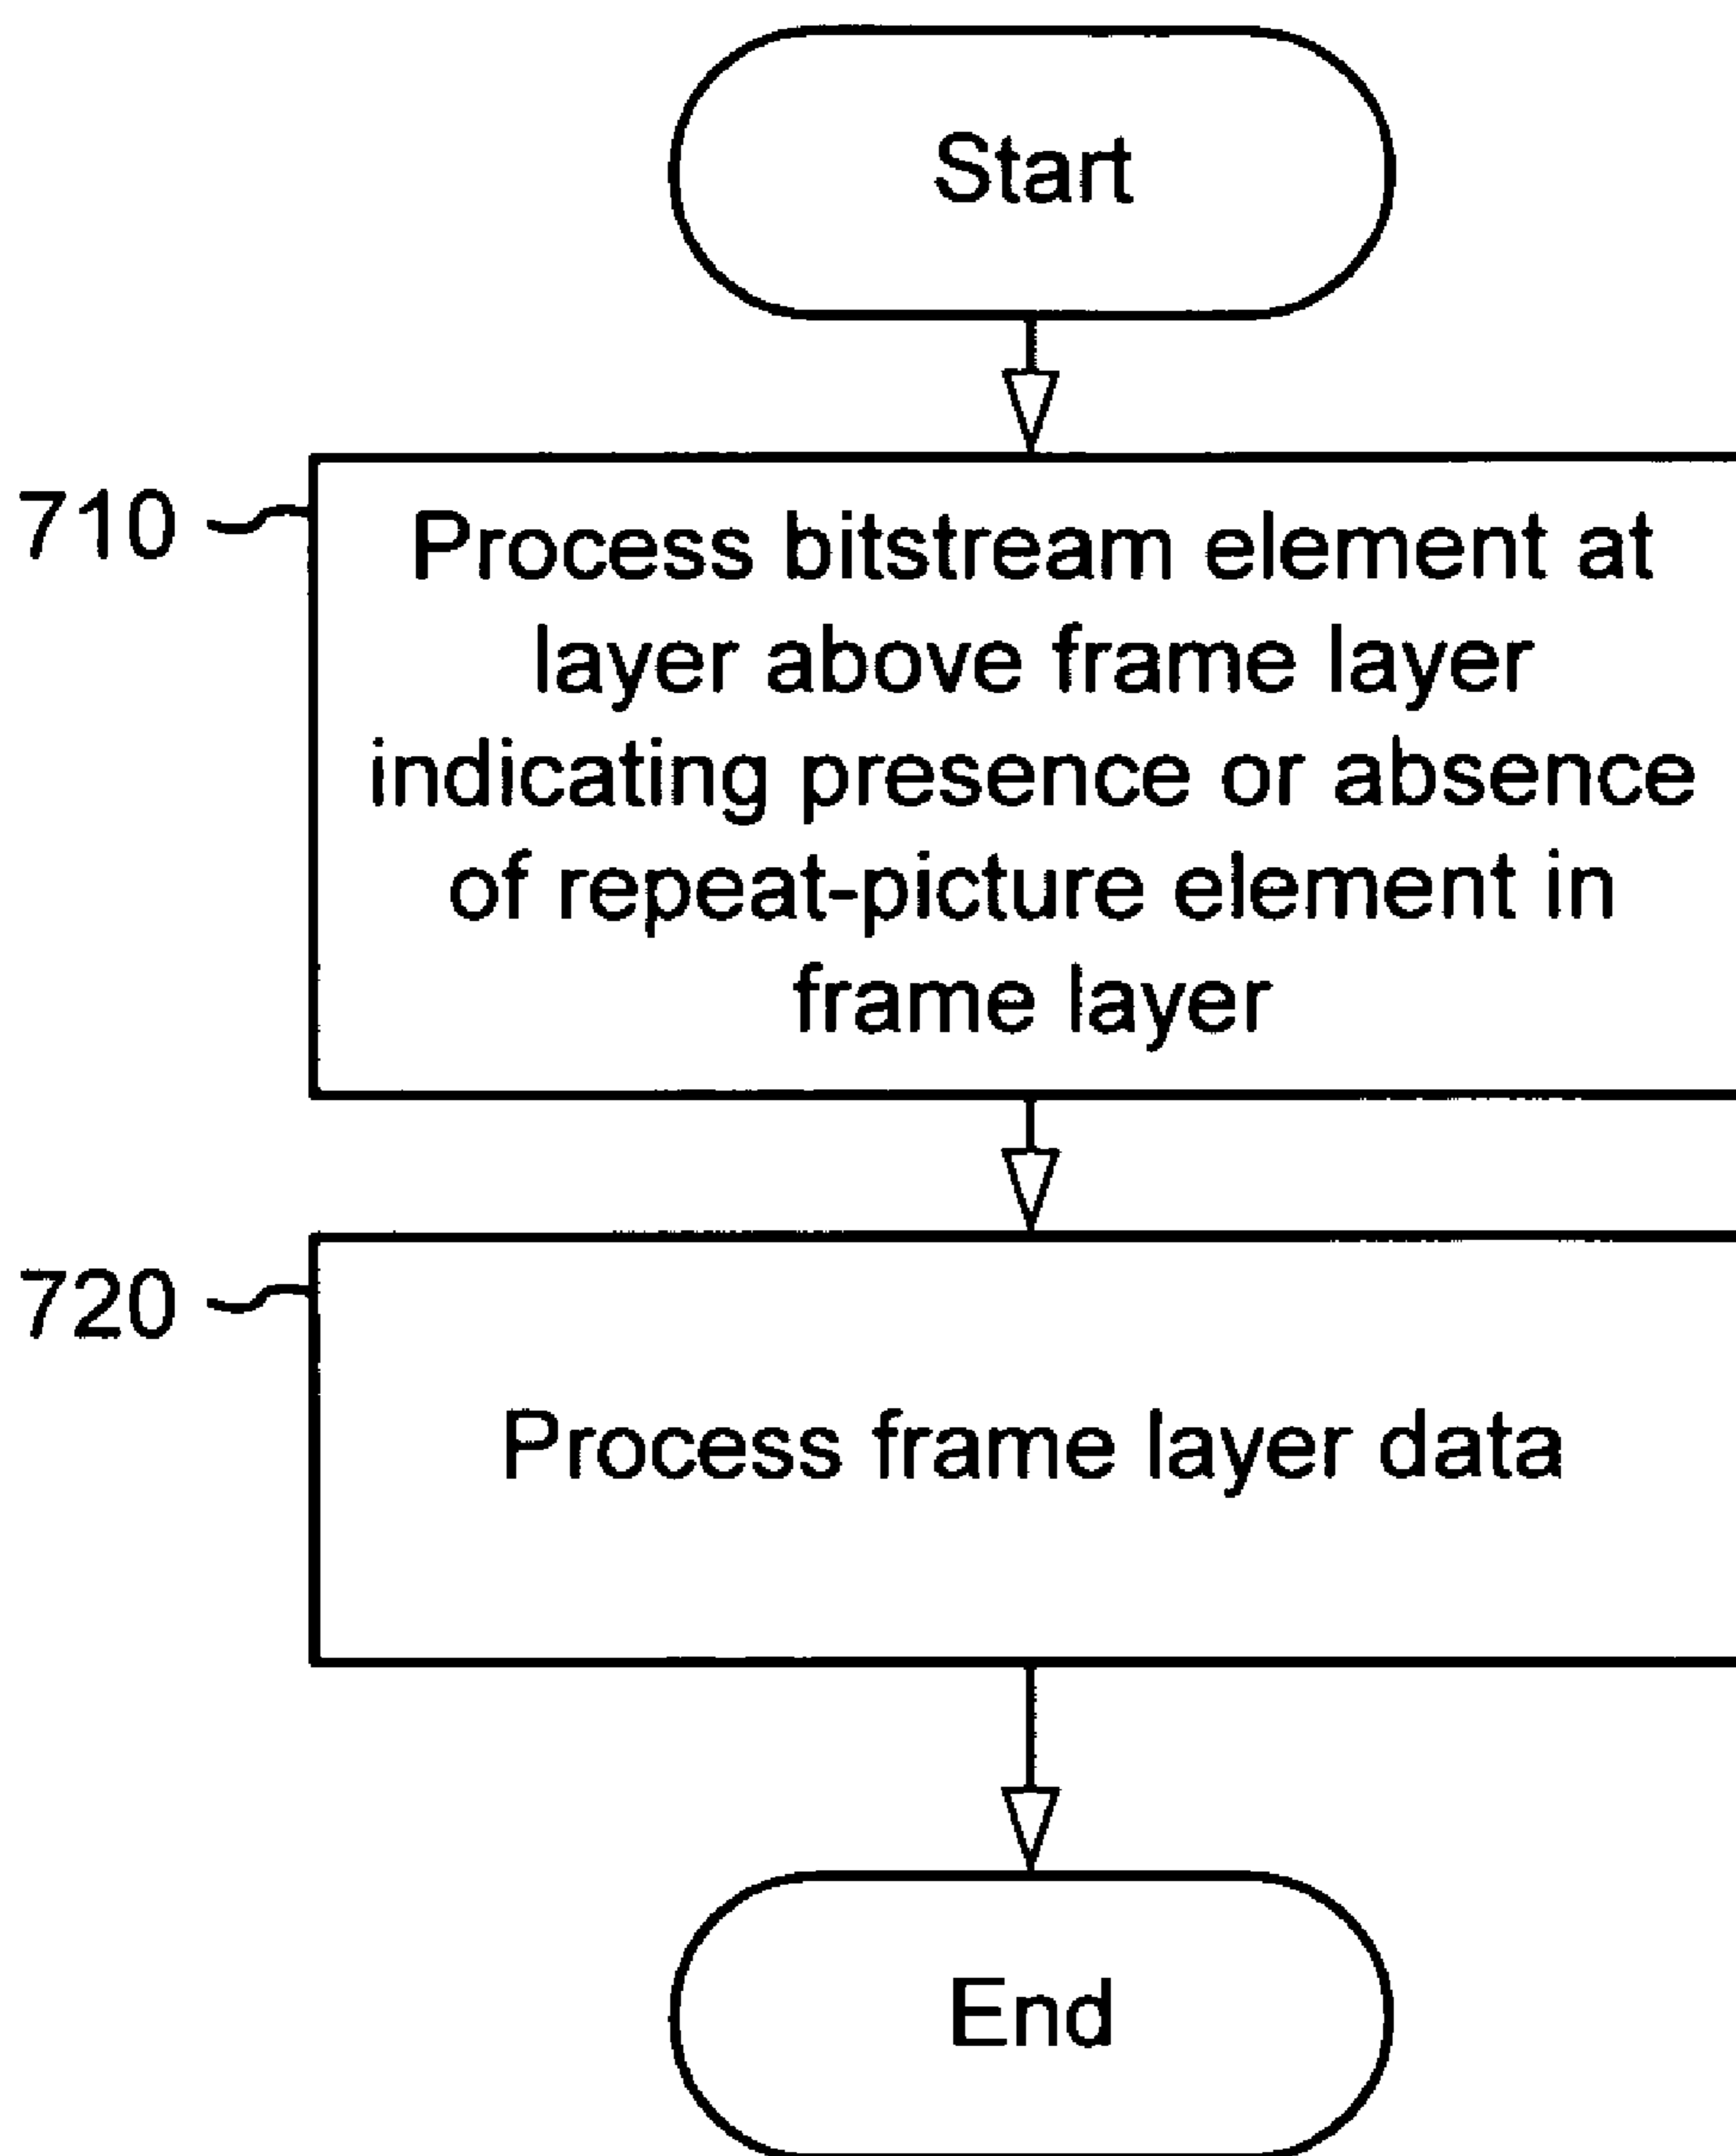 Start
710
Process bitstream element at
layer above frame layer
indicating presence or absence
of repeat-picture element in
frame layer
720
Process frame layer data
End